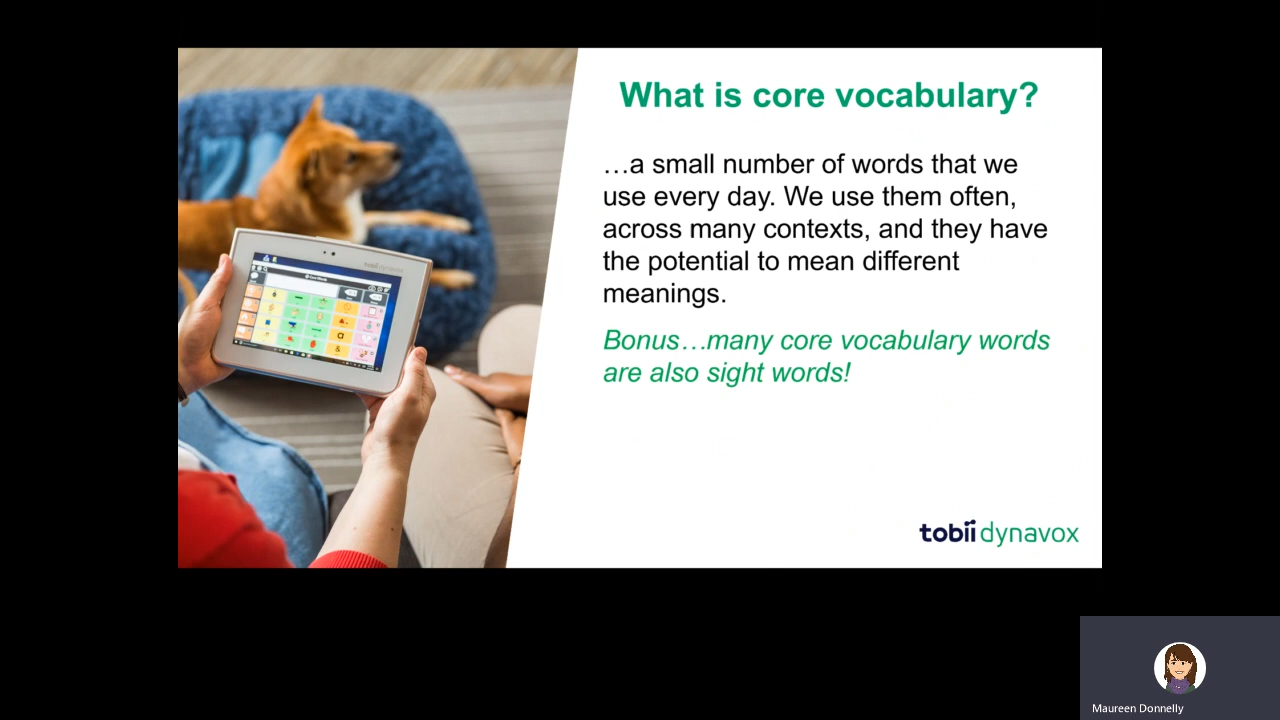 What is core vocabulary?
…a small number of words that we
use every day. We use them often,
across many contexts, and they have
the potential to mean different
meanings.
Bonus…many core vocabulary words
are also sight words!
tobii dynavox
Maureen Donnelly